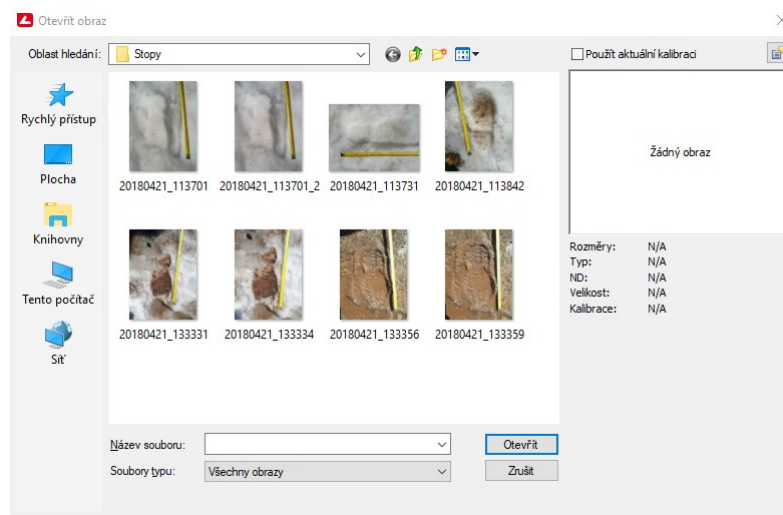 Otevřít obraz
Oblast hledání:
Stopy
Použít aktuální kalibraci
Rychlý přístup
Plocha
Knihovny
Tento počítač
Síť
20180421_113701
20180421_113701_2
20180421_113731
20180421_113842
20180421_133331
20180421_133334
20180421_133356
20180421_133359
Žádný obraz
Rozměry: N/A
Typ: N/A
ND: N/A
Velikost: N/A
Kalibrace: N/A
Název souboru:
Otevřít
Soubory typu: Všechny obrazy
Zrušit